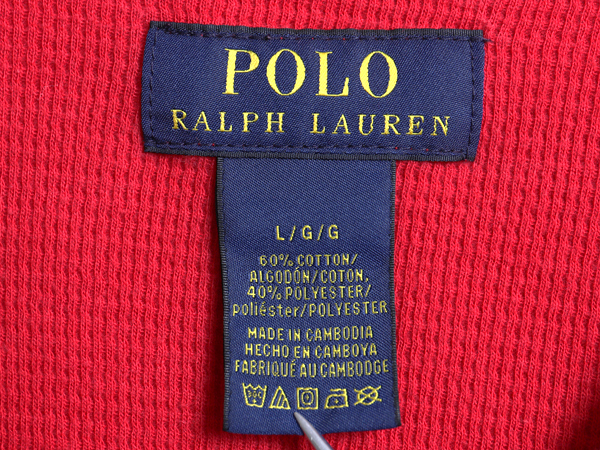 POLO
RALPH LAUREN
L/G/G
60% COTTON/
ALGODÓN/COTON,
40% POLYESTER/
poliéster/POLYESTER
MADE IN CAMBODIA
HECHO EN CAMBOYA
FABRIQUÉ AU CAMBODGE